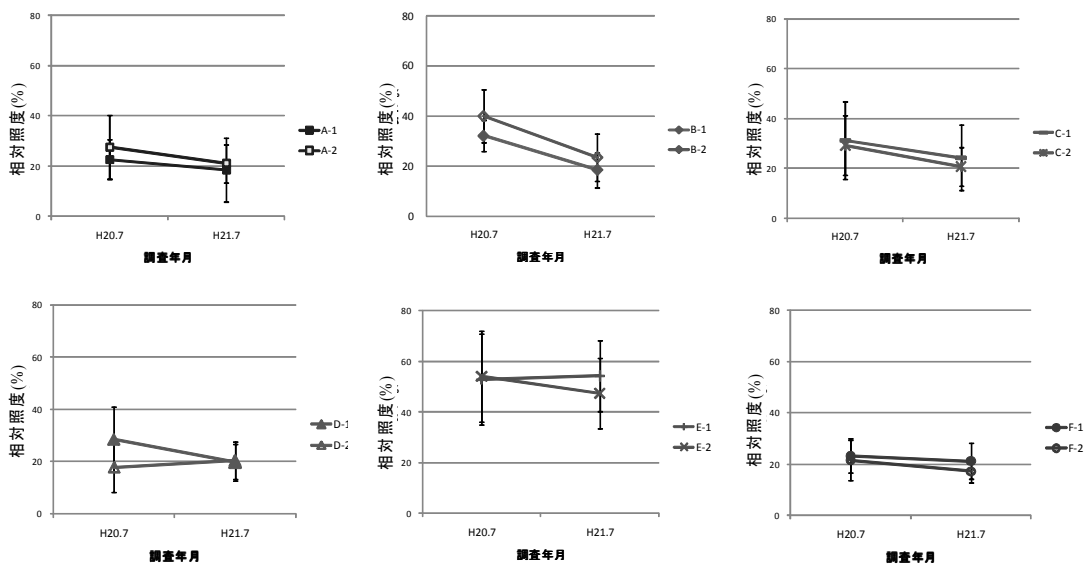 80
60
40
20
0
相対照度(%)
H20.7
H21.7
調査年月
A-1
A-2
80
60
40
20
0
相対照度(%)
H20.7
H21.7
調査年月
B-1
B-2
80
60
40
20
0
相対照度(%)
H20.7
H21.7
調査年月
C-1
C-2
80
60
40
20
0
相対照度(%)
H20.7
H21.7
調査年月
D-1
D-2
80
60
40
20
0
相対照度(%)
H20.7
H21.7
調査年月
E-1
E-2
80
60
40
20
0
相対照度(%)
H20.7
H21.7
調査年月
F-1
F-2